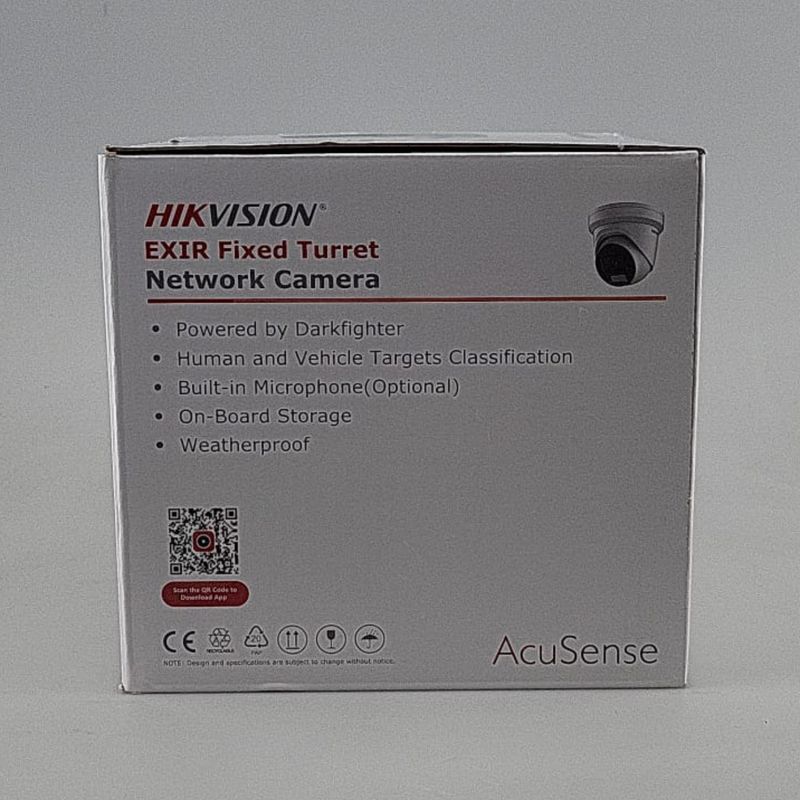 HIKVISION®
EXIR Fixed Turret
Network Camera
• Powered by Darkfighter
• Human and Vehicle Targets Classification
• Built-in Microphone(Optional)
• On-Board Storage
• Weatherproof
Scan the QR Code to
Download App
CE
RECYCLABLE
20
PAP
NOTE: Design and specifications are subject to change without notice.
AcuSense